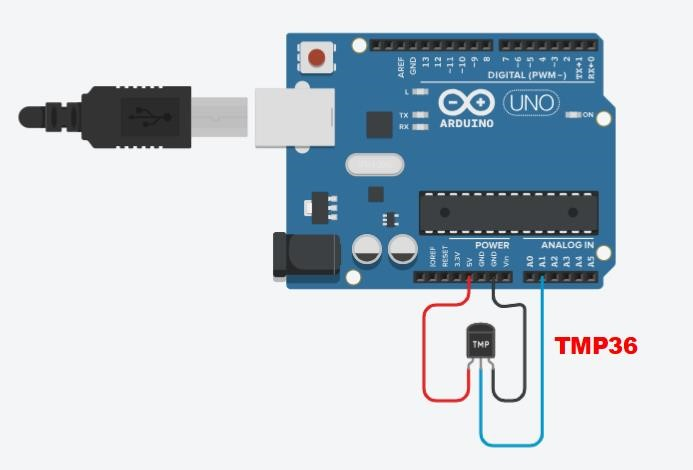 AREF
GND
13
12
~11
~10
~9
8
7
~6
~5
4
~3
2
TX→1
RX←0
DIGITAL (PWM~)
L
TX
RX
UNO
ARDUINO
ON
POWER
ANALOG IN
IOREF
RESET
3.3V
5V
GND
GND
Vin
A0
A1
A2
A3
A4
A5
TMP
TMP36